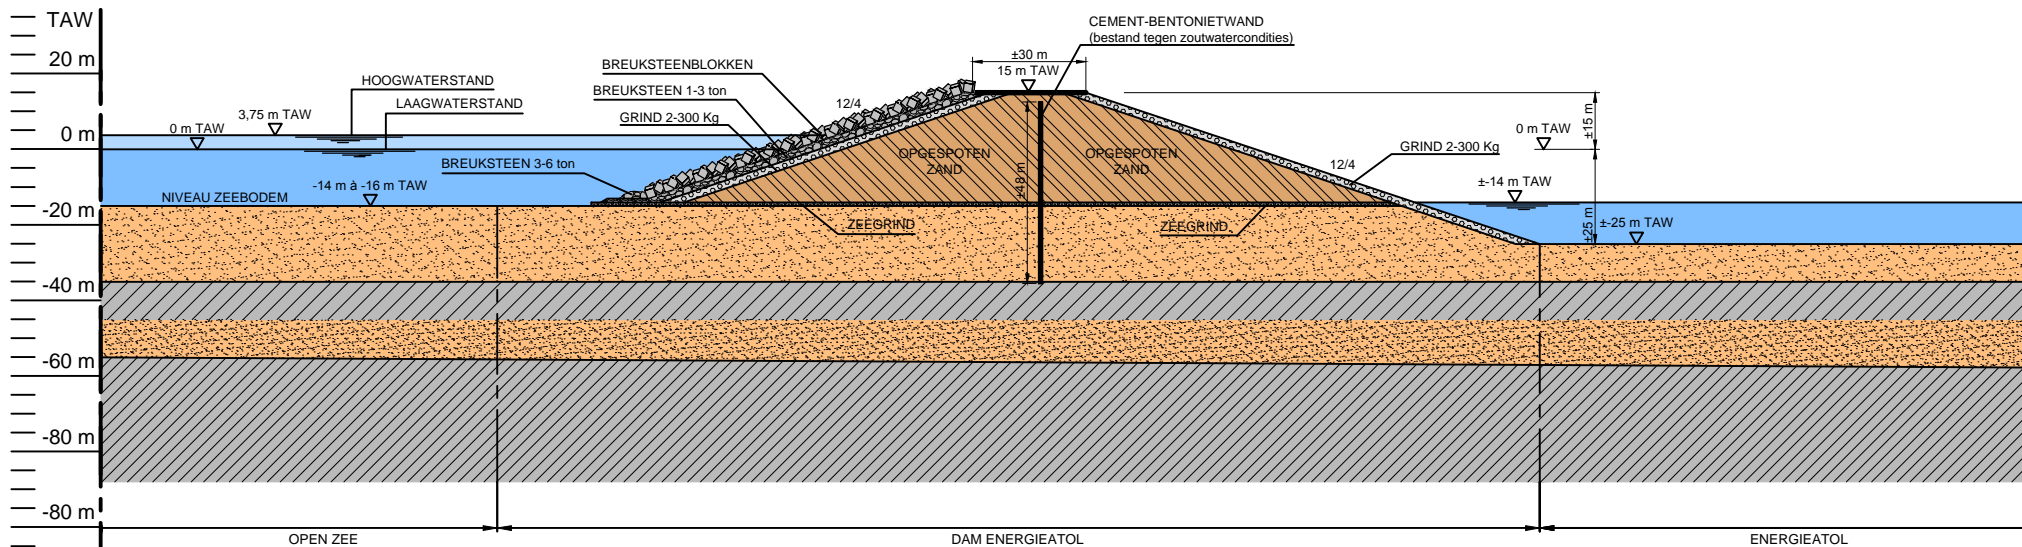 TAW
20 m
0 m
-20 m
-40 m
-60 m
-80 m
-80 m
HOOGWATERSTAND
LAAGWATERSTAND
3,75 m TAW
0 m TAW
-14 m à -16 m TAW
NIVEAU ZEEBODEM
BREUKSTEENBLOKKEN
BREUKSTEEN 1-3 ton
GRIND 2-300 Kg
BREUKSTEEN 3-6 ton
12/4
±30 m
15 m TAW
CEMENT-BENTONIETWAND
(bestand tegen zoutwatercondities)
OPGESPOTEN
ZAND
OPGESPOTEN
ZAND
±48 m
ZEEGRIND
ZEEGRIND
12/4
GRIND 2-300 Kg
0 m TAW
±15 m
±-14 m TAW
±25 m
±-25 m TAW
OPEN ZEE
DAM ENERGIEATOL
ENERGIEATOL